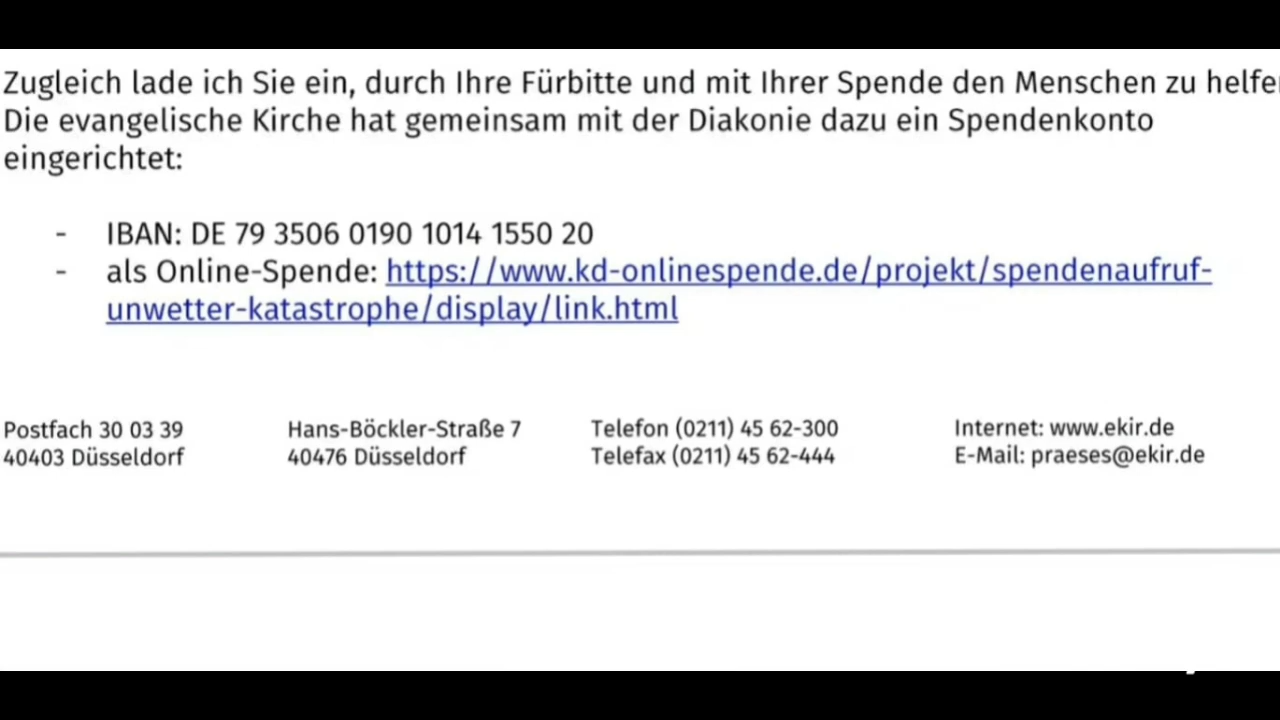 Zugleich lade ich Sie ein, durch Ihre Fürbitte und mit Ihrer Spende den Menschen zu
Die evangelische Kirche hat gemeinsam mit der Diakonie dazu ein Spendenkonto
eingerichtet:
- IBAN: DE 79 3506 0190 1014 1550 20
- als Online-Spende: https://www.kd-onlinespende.de/projekt/spendenaufruf-
unwetter-katastrophe/display/link.html
Postfach 30 03 39 Hans-Böckler-Straße 7 Telefon (0211) 45 62-300 Internet: www.ekir.de
40403 Düsseldorf 40476 Düsseldorf Telefax (0211) 45 62-444 E-Mail: praeses@ekir.de